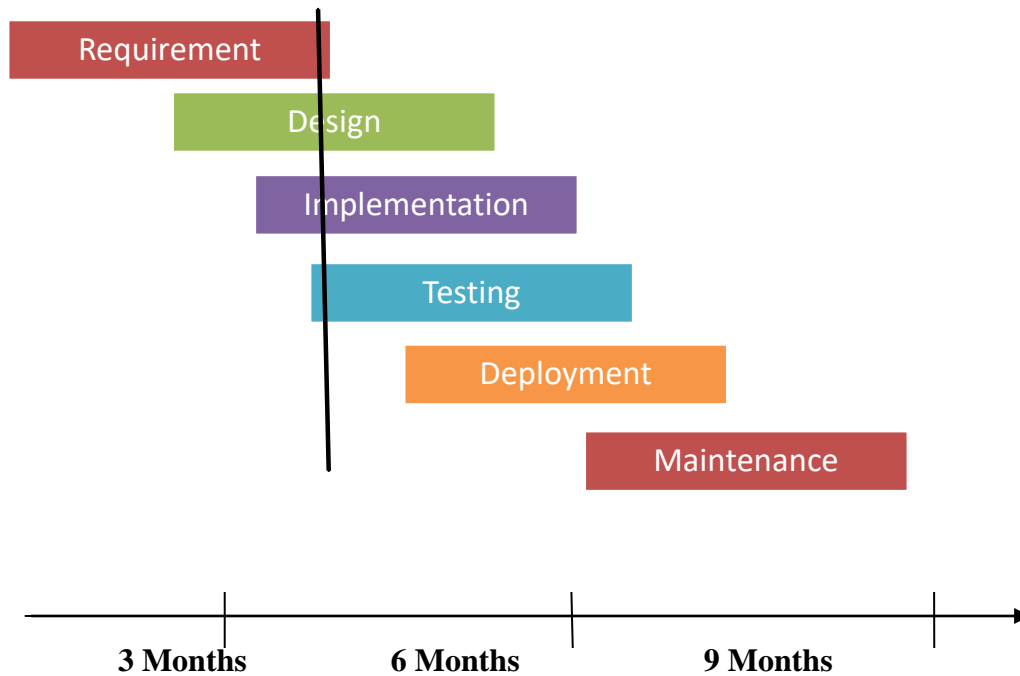 Requirement
Design
Implementation
Testing
Deployment
Maintenance
3 Months 6 Months 9 Months